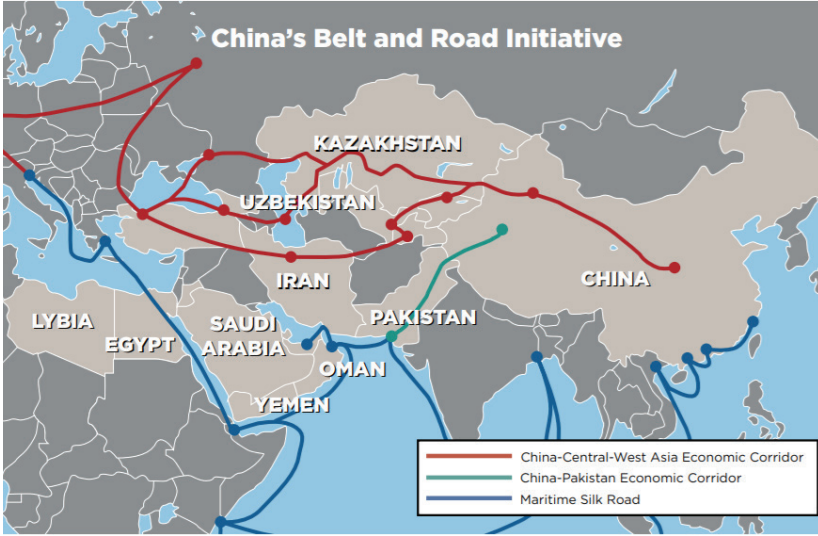 China's Belt and Road Initiative
KAZAKHSTAN
UZBEKISTAN
IRAN
CHINA
LYBIA
EGYPT
SAUDI
ARABIA
PAKISTAN
OMAN
YEMEN
China-Central-West Asia Economic Corridor
China-Pakistan Economic Corridor
Maritime Silk Road